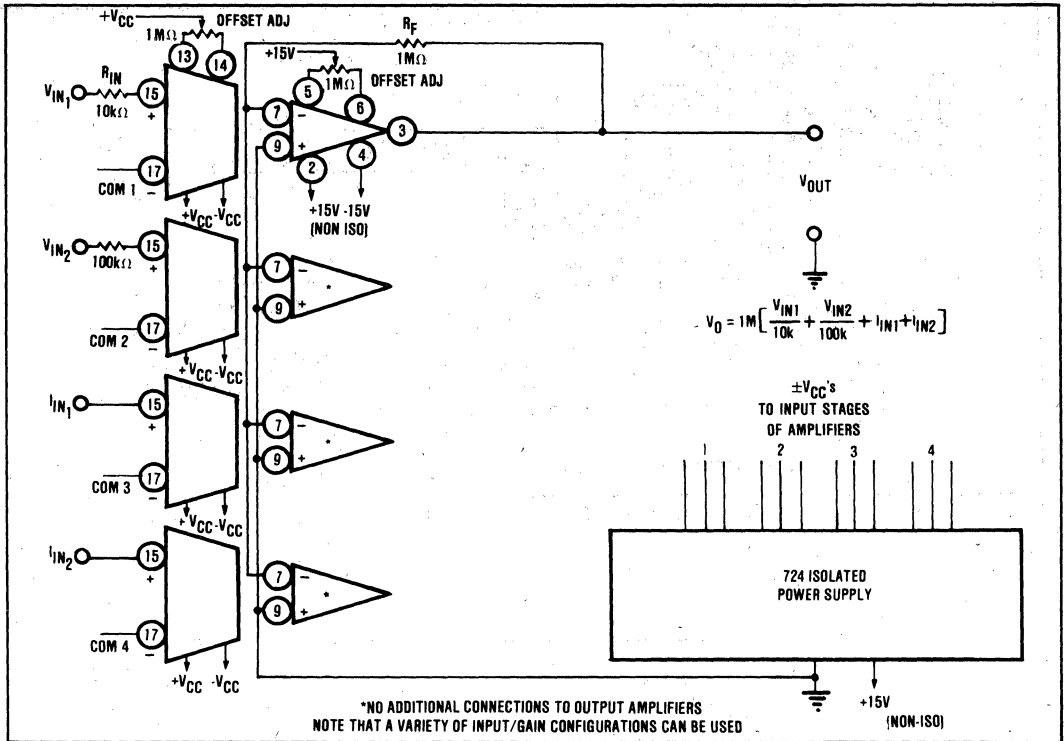 +VCC
OFFSET ADJ
1MΩ
13
14
RIN
VIN1
10kΩ
15
+
17
−
COM 1
+VCC -VCC
+15V
1MΩ
OFFSET ADJ
5
6
7
−
9
+
3
2
4
+15V -15V
(NON ISO)
RF
1MΩ
VOUT
VIN2
100kΩ
15
+
17
−
COM 2
+VCC -VCC
7
−
*
9
+
VO = 1M[VIN1/10k + VIN2/100k + IIN1+IIN2]
IIN1
15
+
17
−
COM 3
+VCC -VCC
7
−
*
9
+
±VCC's
TO INPUT STAGES
OF AMPLIFIERS
1 2 3 4
IIN2
15
+
17
−
COM 4
+VCC -VCC
7
−
*
9
+
724 ISOLATED
POWER SUPPLY
+15V
(NON-ISO)
*NO ADDITIONAL CONNECTIONS TO OUTPUT AMPLIFIERS
NOTE THAT A VARIETY OF INPUT/GAIN CONFIGURATIONS CAN BE USED